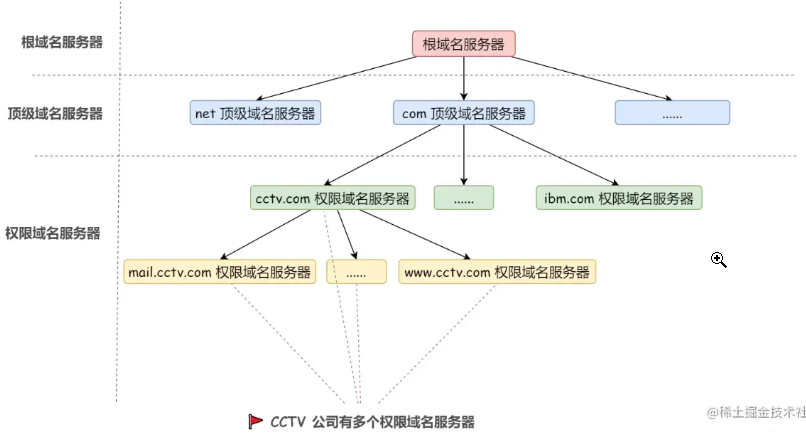 根域名服务器
根域名服务器
顶级域名服务器
net 顶级域名服务器
com 顶级域名服务器
......
权限域名服务器
cctv.com 权限域名服务器
......
ibm.com 权限域名服务器
mail.cctv.com 权限域名服务器
......
www.cctv.com 权限域名服务器
CCTV 公司有多个权限域名服务器
@稀土掘金技术社